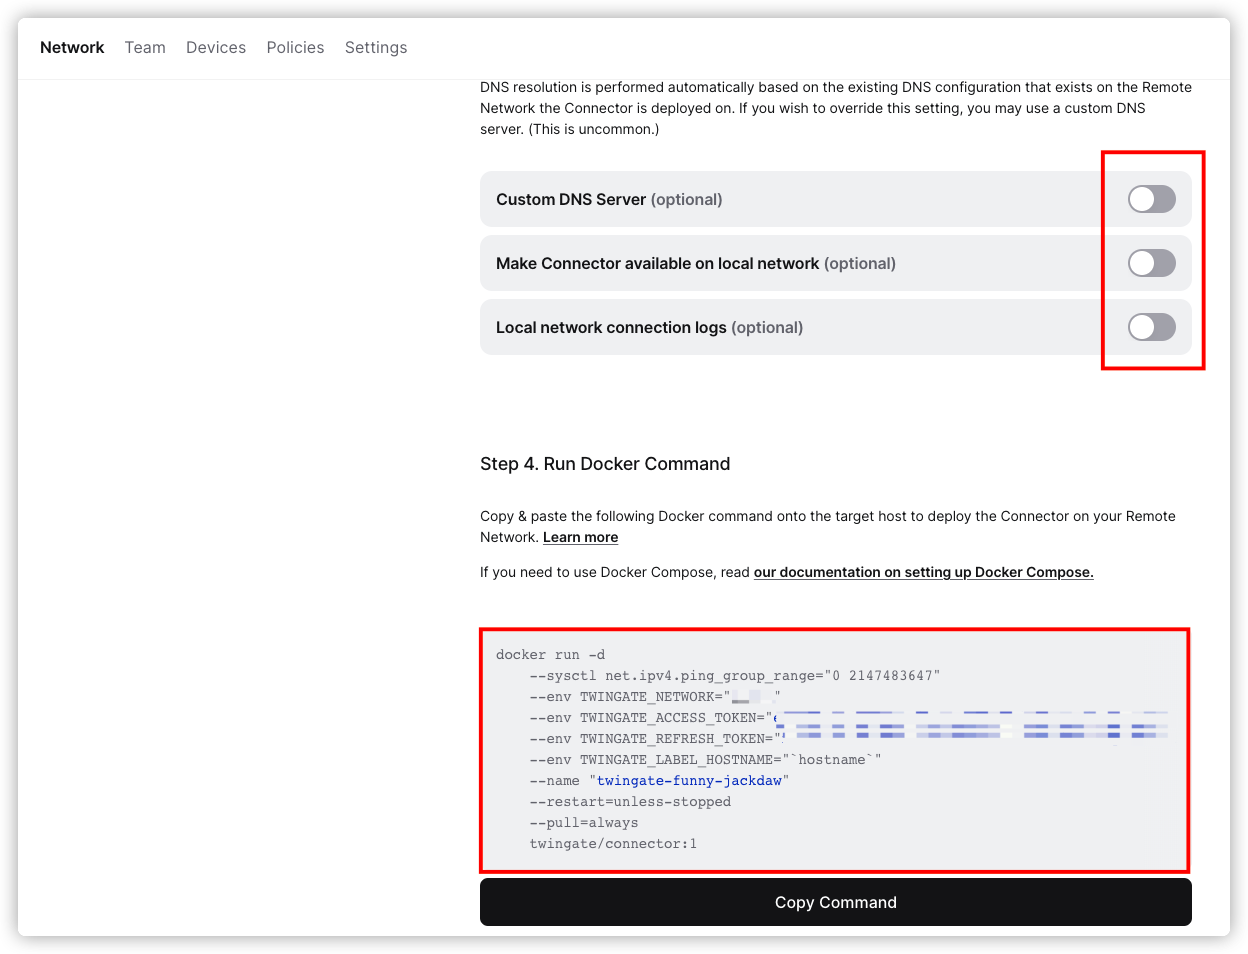 Network Team Devices Policies Settings
DNS resolution is performed automatically based on the existing DNS configuration that exists on the Remote
Network the Connector is deployed on. If you wish to override this setting, you may use a custom DNS
server. (This is uncommon.)
Custom DNS Server (optional)
Make Connector available on local network (optional)
Local network connection logs (optional)
Step 4. Run Docker Command
Copy & paste the following Docker command onto the target host to deploy the Connector on your Remote
Network. Learn more
If you need to use Docker Compose, read our documentation on setting up Docker Compose.
docker run -d
--sysctl net.ipv4.ping_group_range="0 2147483647"
--env TWINGATE_NETWORK=" "
--env TWINGATE_ACCESS_TOKEN="
--env TWINGATE_REFRESH_TOKEN="
--env TWINGATE_LABEL_HOSTNAME="`hostname`"
--name "twingate-funny-jackdaw"
--restart=unless-stopped
--pull=always
twingate/connector:1
Copy Command